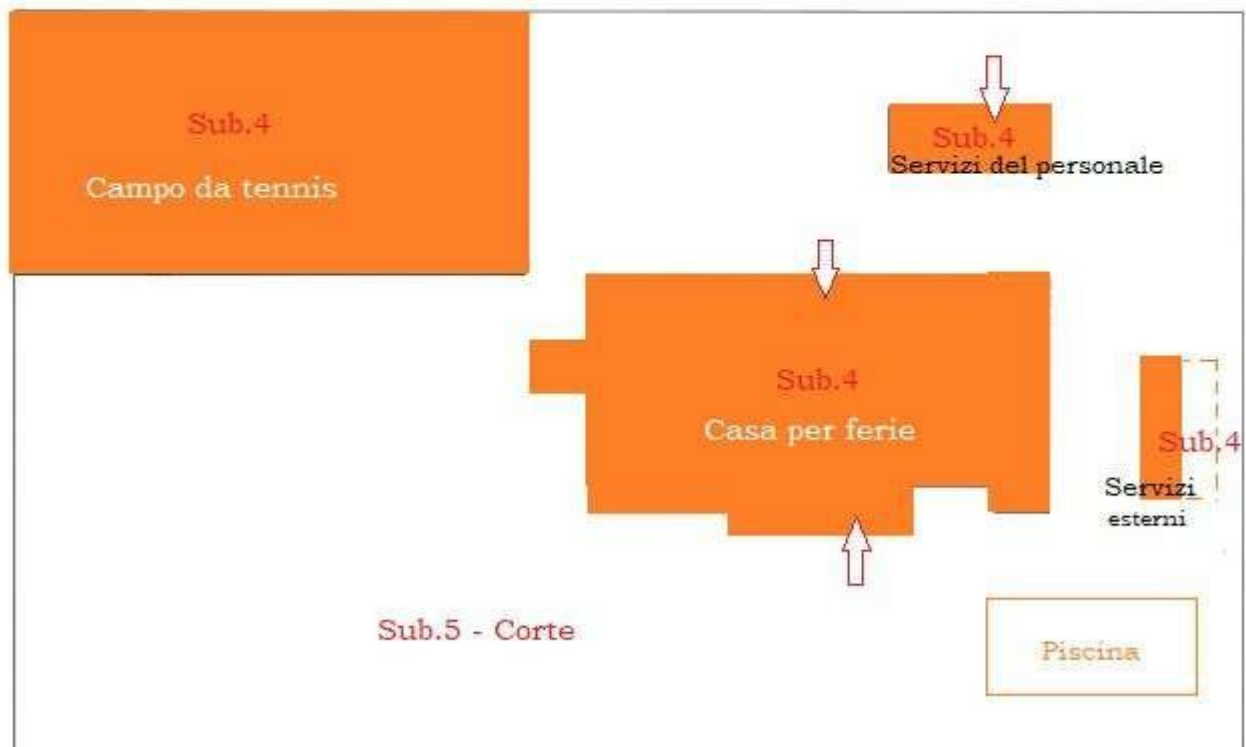 Sub.4
Campo da tennis
Sub.4
Servizi del personale
Sub.4
Casa per ferie
Sub.4
Servizi
esterni
Sub.5 - Corte
Piscina